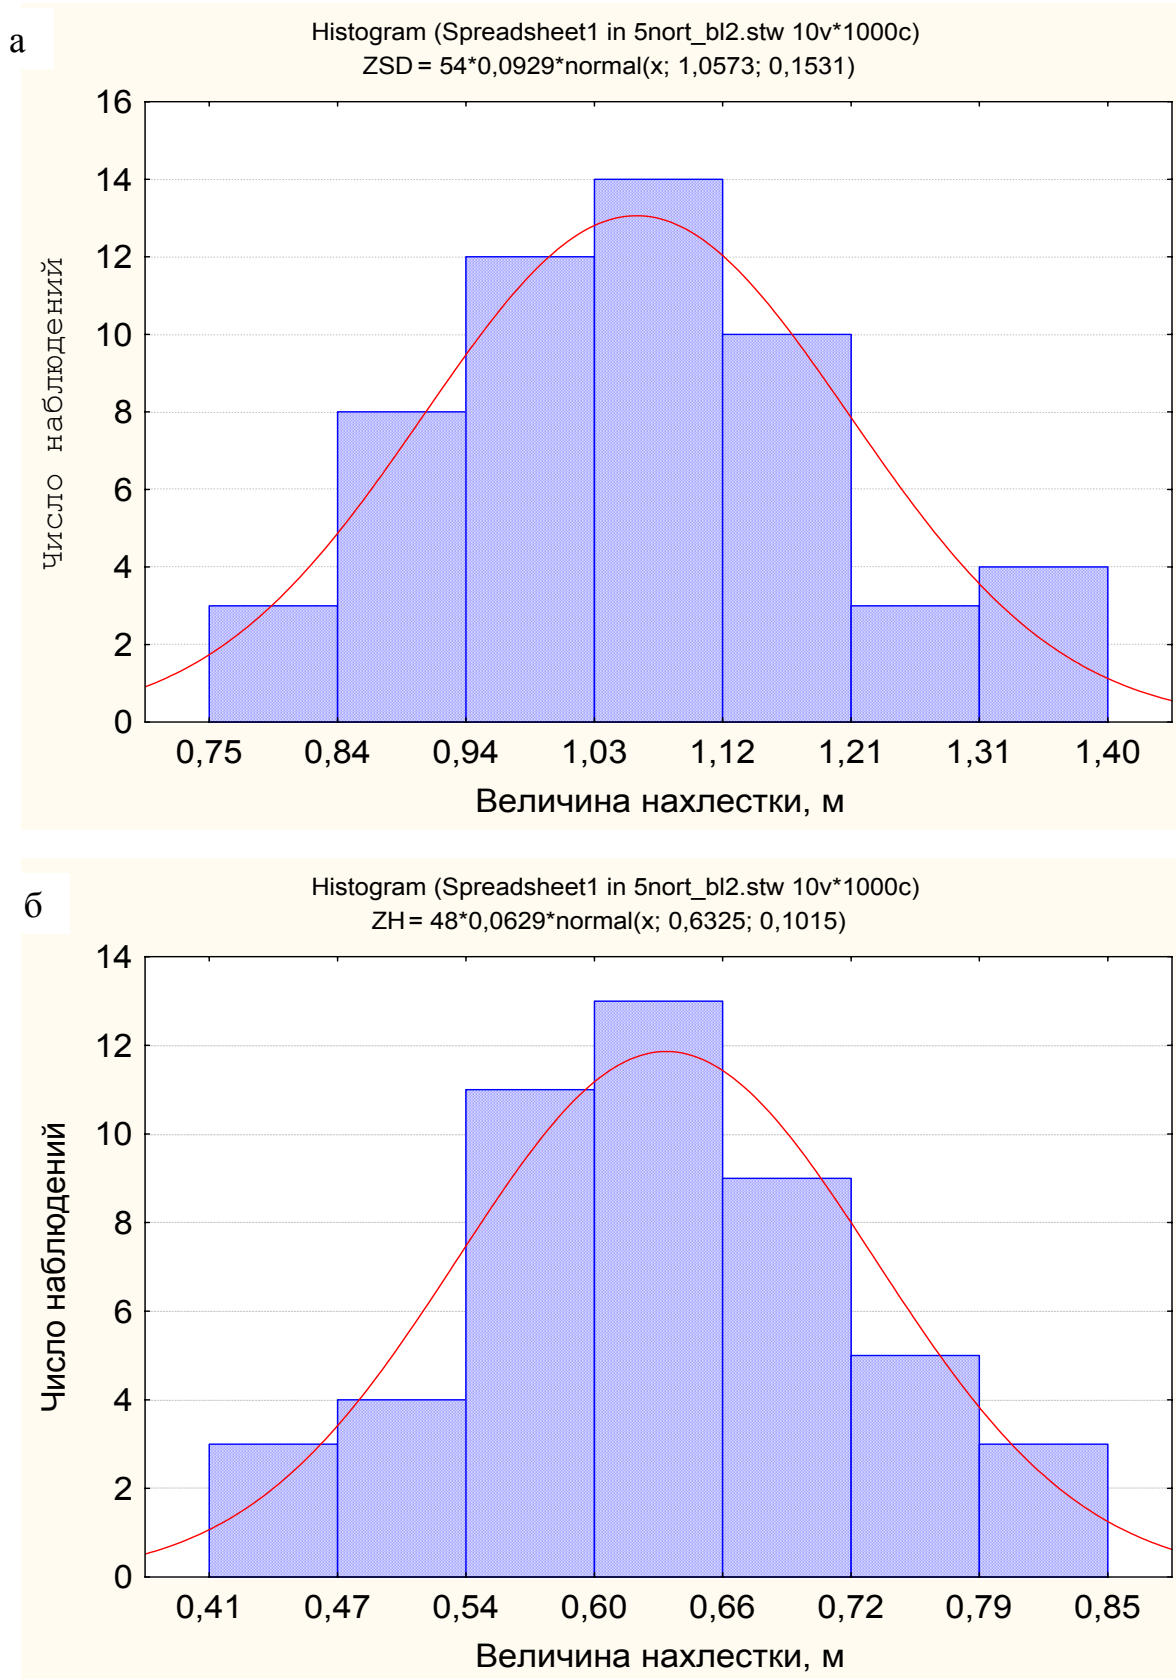 а
Histogram (Spreadsheet1 in 5nort_bl2.stw 10v*1000c)
ZSD = 54*0,0929*normal(x; 1,0573; 0,1531)
16
14
12
10
8
6
4
2
0
Число наблюдений
0,75 0,84 0,94 1,03 1,12 1,21 1,31 1,40
Величина нахлестки, м
б
Histogram (Spreadsheet1 in 5nort_bl2.stw 10v*1000c)
ZH = 48*0,0629*normal(x; 0,6325; 0,1015)
14
12
10
8
6
4
2
0
Число наблюдений
0,41 0,47 0,54 0,60 0,66 0,72 0,79 0,85
Величина нахлестки, м